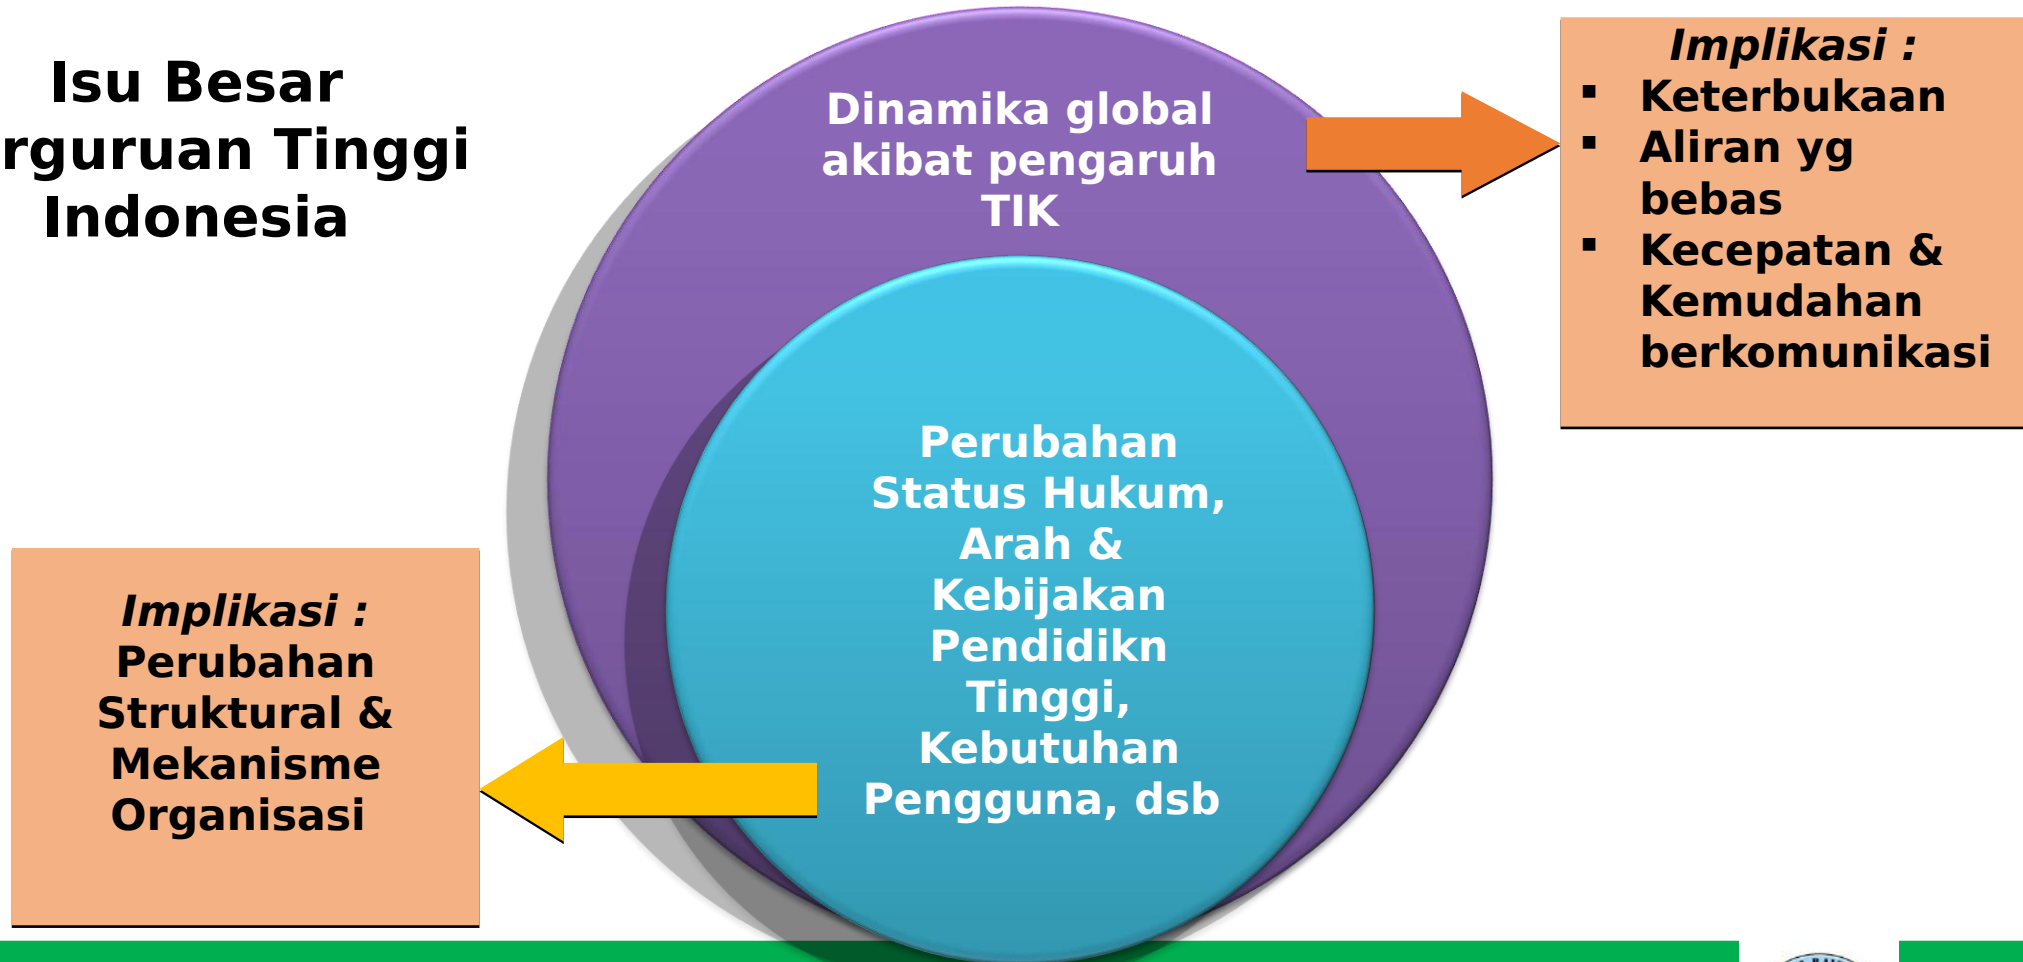 Isu Besar
rguruan Tinggi
Indonesia
Dinamika global
akibat pengaruh
TIK
Implikasi :
▪ Keterbukaan
▪ Aliran yg
bebas
▪ Kecepatan &
Kemudahan
berkomunikasi
Perubahan
Status Hukum,
Arah &
Kebijakan
Pendidikn
Tinggi,
Kebutuhan
Pengguna, dsb
Implikasi :
Perubahan
Struktural &
Mekanisme
Organisasi